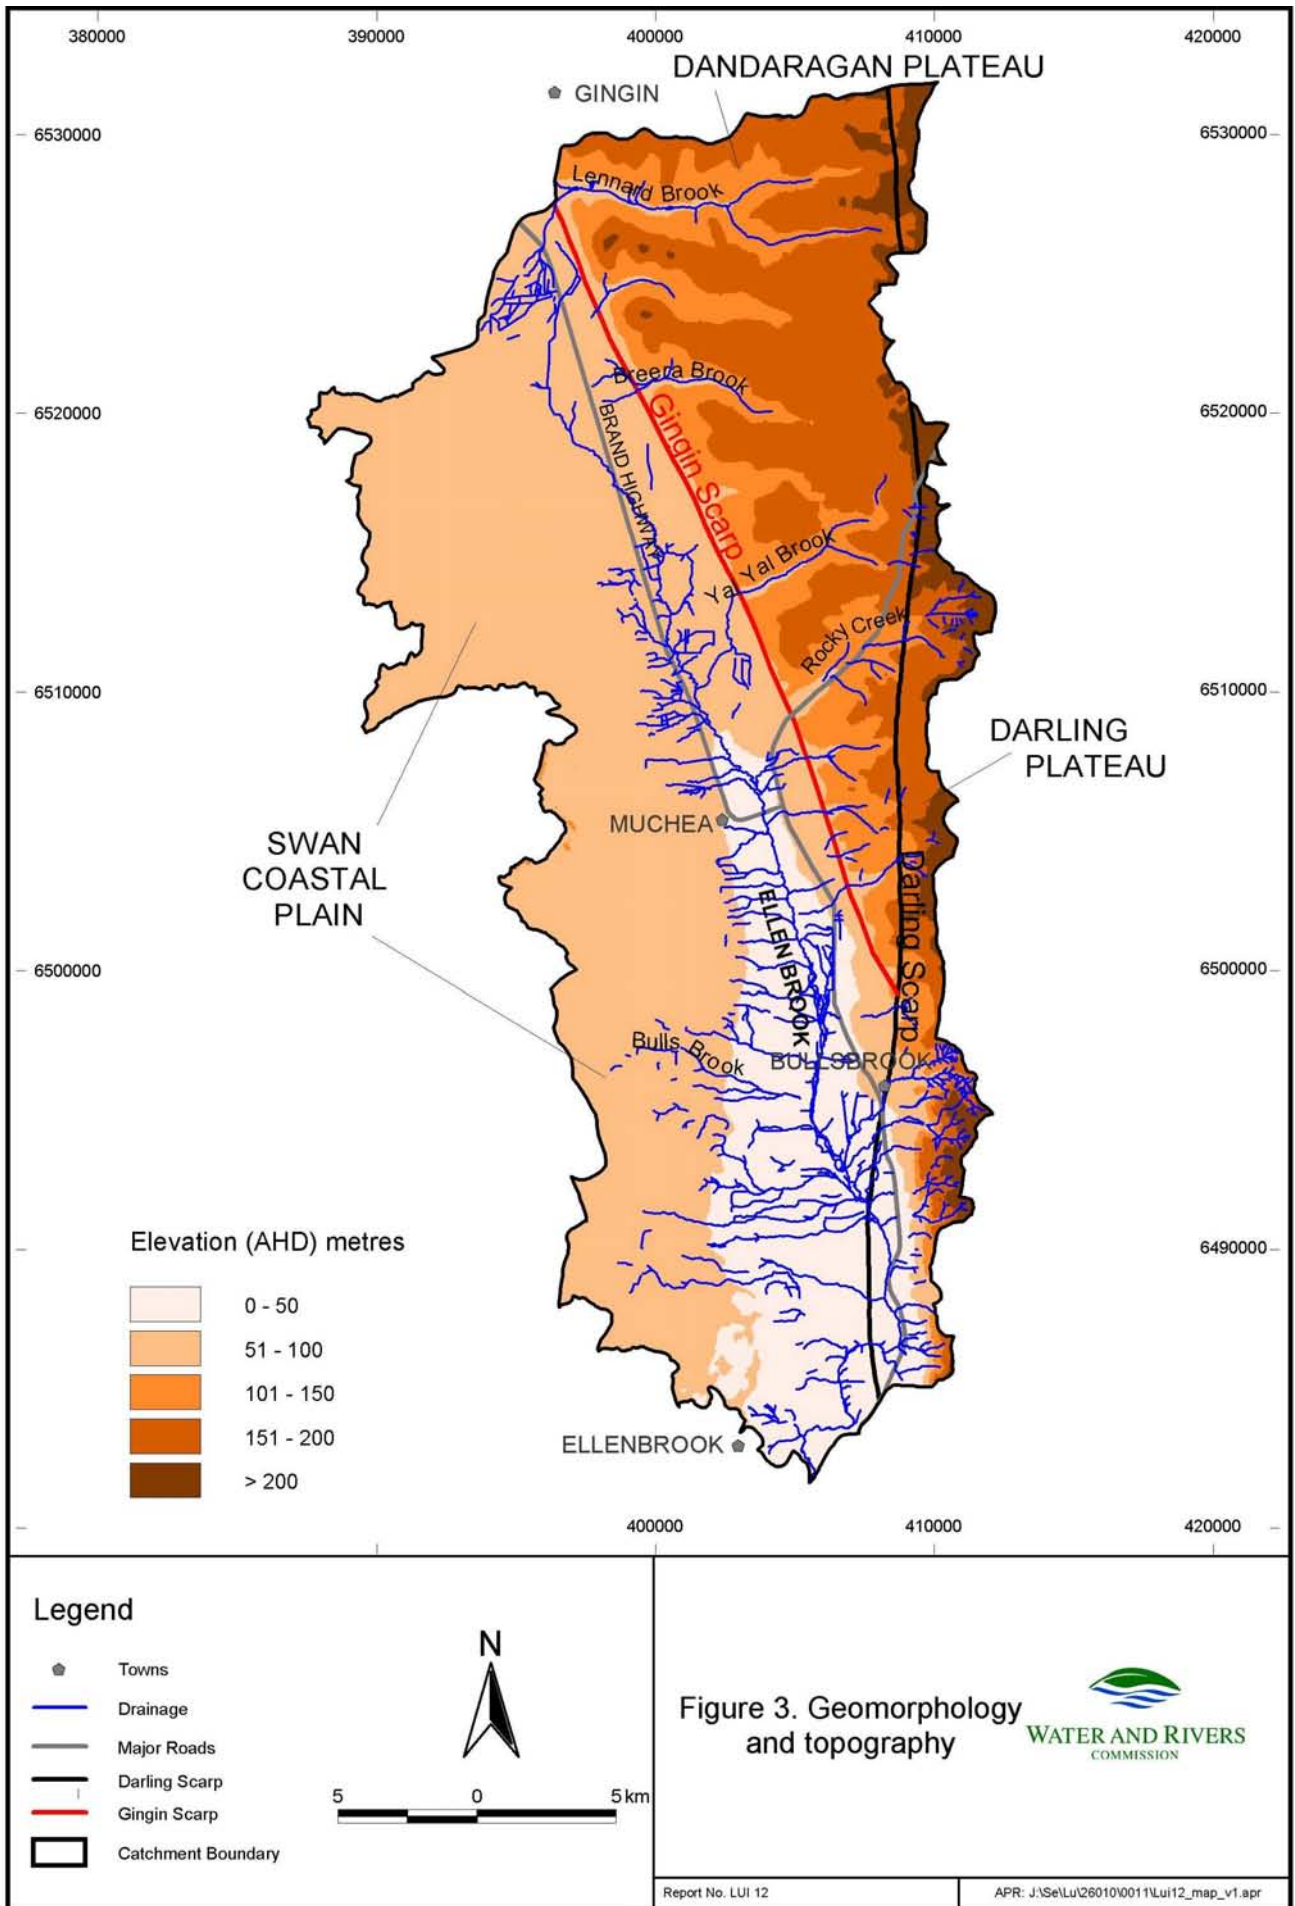 380000
390000
400000
410000
420000
DANDARAGAN PLATEAU
GINGIN
6530000
6530000
Lennard Brook
Breera Brook
6520000
6520000
BRAND HIGHWAY
Gingin Scarp
Ya Yal Brook
Rocky Creek
6510000
6510000
DARLING
PLATEAU
MUCHEA
SWAN
COASTAL
PLAIN
ELLEN BROOK
Darling Scarp
6500000
6500000
Bulls Brook
BULLSBROOK
Elevation (AHD) metres
0 - 50
51 - 100
101 - 150
151 - 200
> 200
6490000
ELLENBROOK
400000
410000
420000
Legend
Towns
Drainage
Major Roads
Darling Scarp
Gingin Scarp
Catchment Boundary
N
5 0 5 km
Figure 3. Geomorphology
and topography
WATER AND RIVERS
COMMISSION
Report No. LUI 12
APR: J:\Se\Lu\26010\0011\Lui12_map_v1.apr